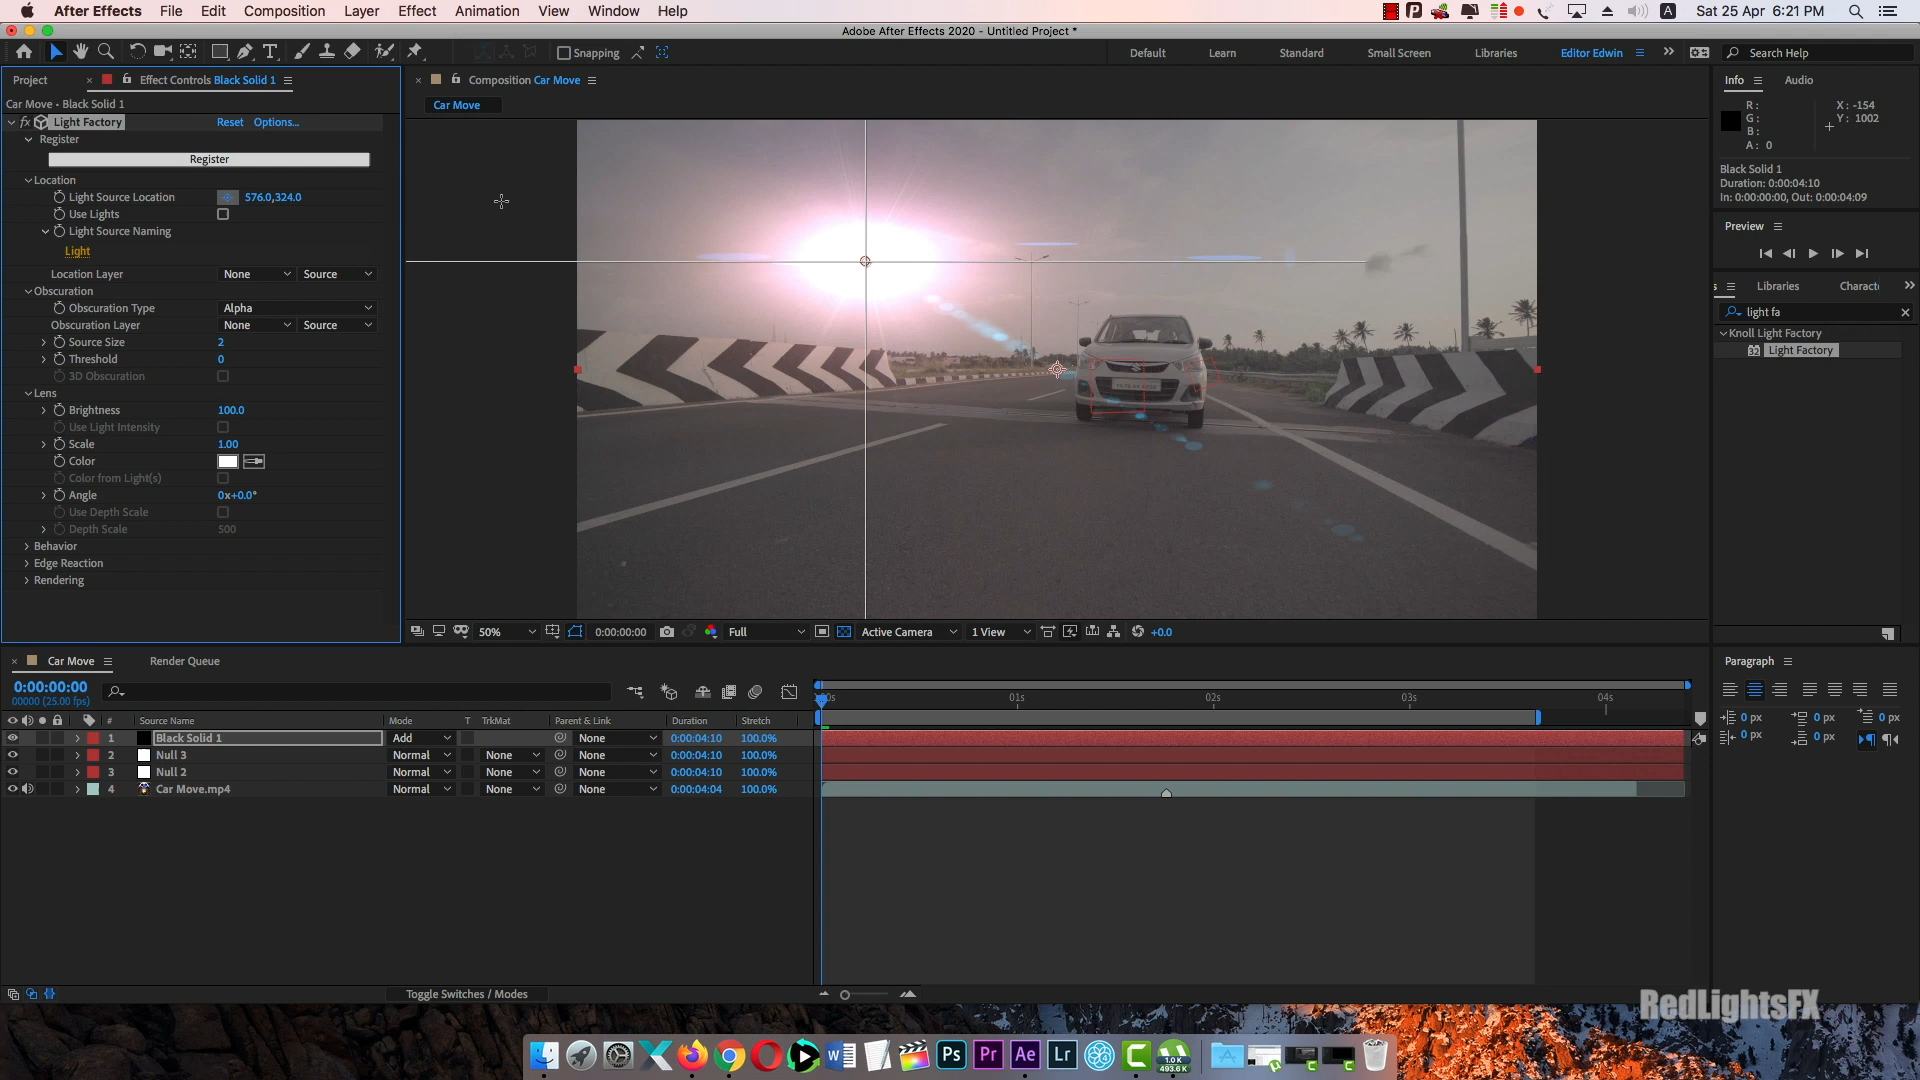 After Effects File Edit Composition Layer Effect Animation View Window Help
A Sat 25 Apr 6:21 PM
Adobe After Effects 2020 - Untitled Project *
Snapping Default Learn Standard Small Screen Libraries Editor Edwin Search Help
Project Effect Controls Black Solid 1
Composition Car Move
Info Audio
Car Move • Black Solid 1
Car Move
R:
G:
B:
A: 0
X: -154
Y: 1002
fx Light Factory Reset Options...
Register
Register
Location
Light Source Location 576.0,324.0
Use Lights
Light Source Naming
Light
Location Layer None Source
Obscuration
Obscuration Type Alpha
Obscuration Layer None Source
Source Size 2
Threshold 0
3D Obscuration
Lens
Brightness 100.0
Use Light Intensity
Scale 1.00
Color
Color from Light(s)
Angle 0x+0.0°
Use Depth Scale
Depth Scale 500
Behavior
Edge Reaction
Rendering
Black Solid 1
Duration: 0:00:04:10
In: 0:00:00:00, Out: 0:00:04:09
Preview
s Libraries Characte
light fa
Knoll Light Factory
32 Light Factory
50% 0:00:00:00 Full Active Camera 1 View +0.0
Car Move Render Queue
0:00:00:00
00000 (25.00 fps)
# Source Name Mode T TrkMat Parent & Link Duration Stretch
1 Black Solid 1 Add None 0:00:04:10 100.0%
2 Null 3 Normal None None 0:00:04:10 100.0%
3 Null 2 Normal None None 0:00:04:10 100.0%
4 Car Move.mp4 Normal None None 0:00:04:04 100.0%
01s 02s 03s 04s
Paragraph
0 px 0 px 0 px
0 px 0 px
Toggle Switches / Modes
RedLightsFX
W Ps Pr Ae Lr C
1.0 K
493.6 K